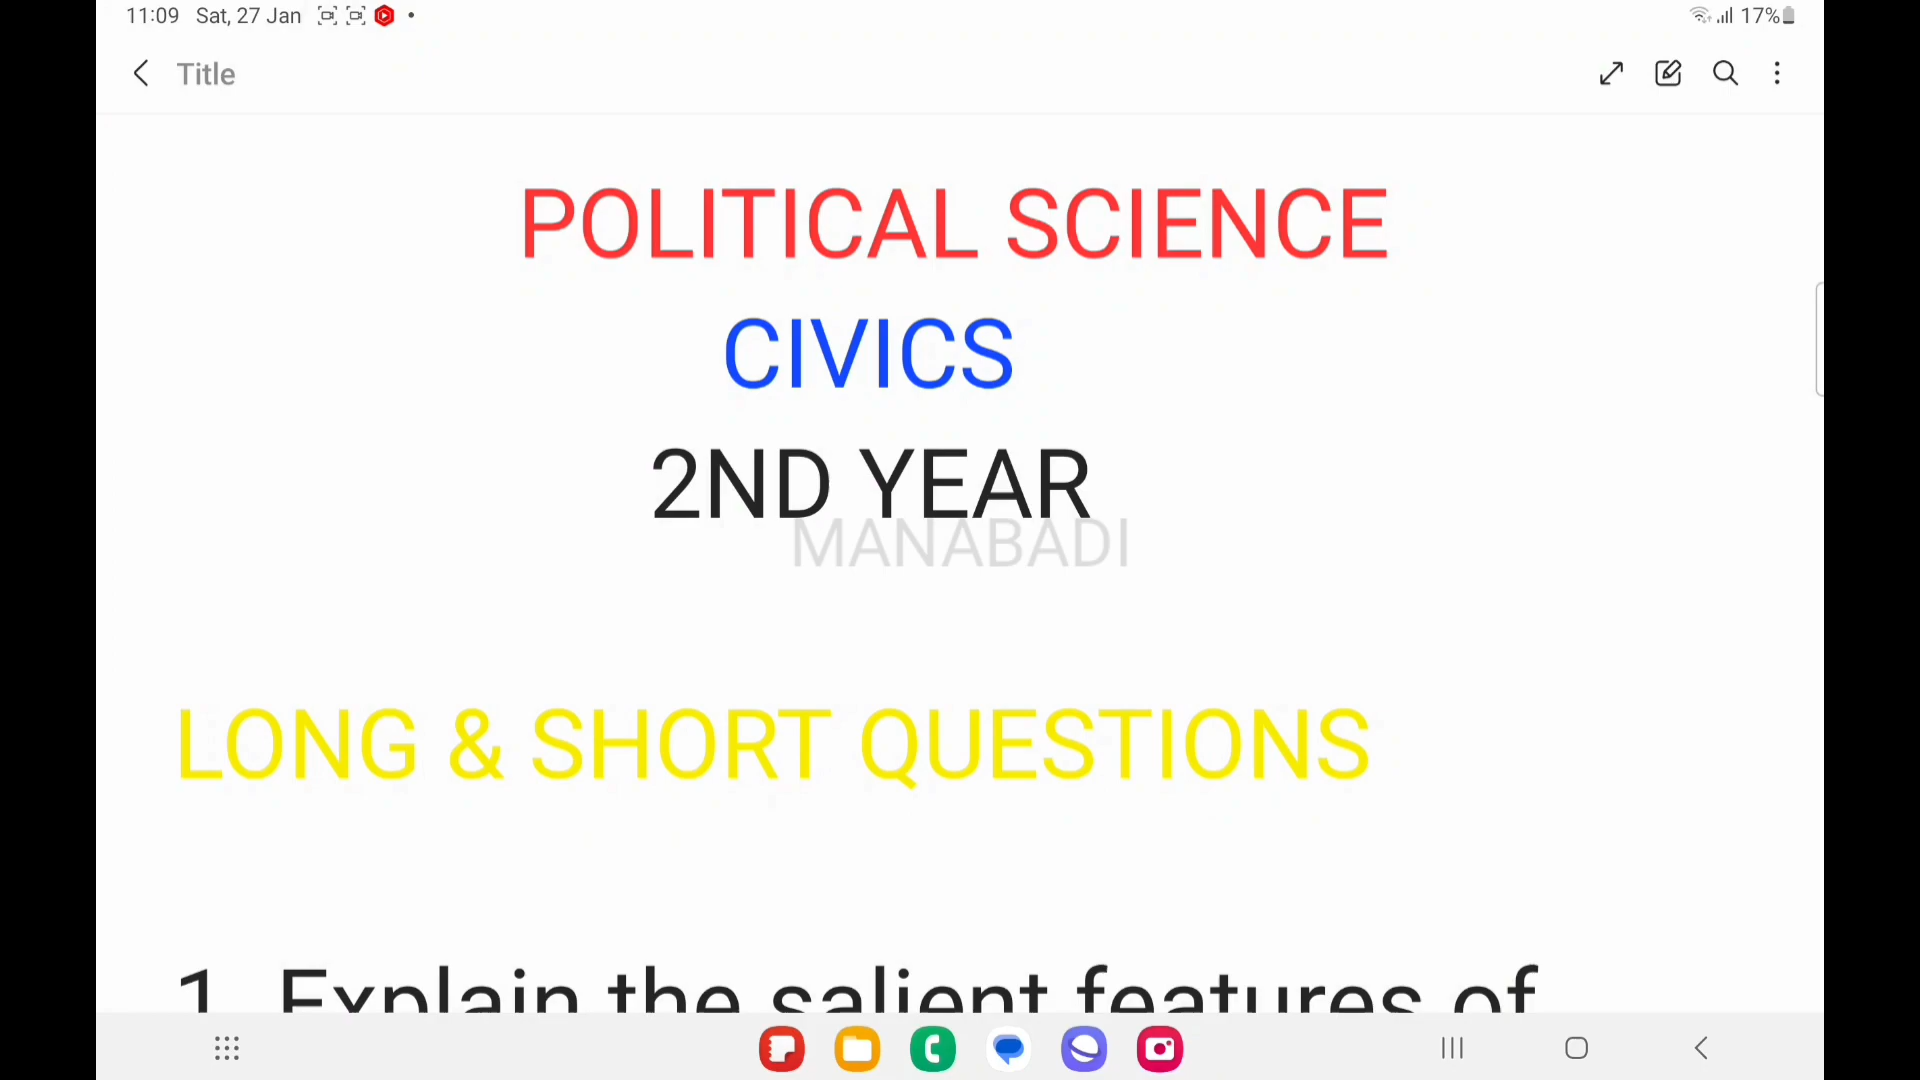 11:09 Sat, 27 Jan
17%
Title
POLITICAL SCIENCE
CIVICS
2ND YEAR
MANABADI
LONG & SHORT QUESTIONS
1. Explain the salient features of